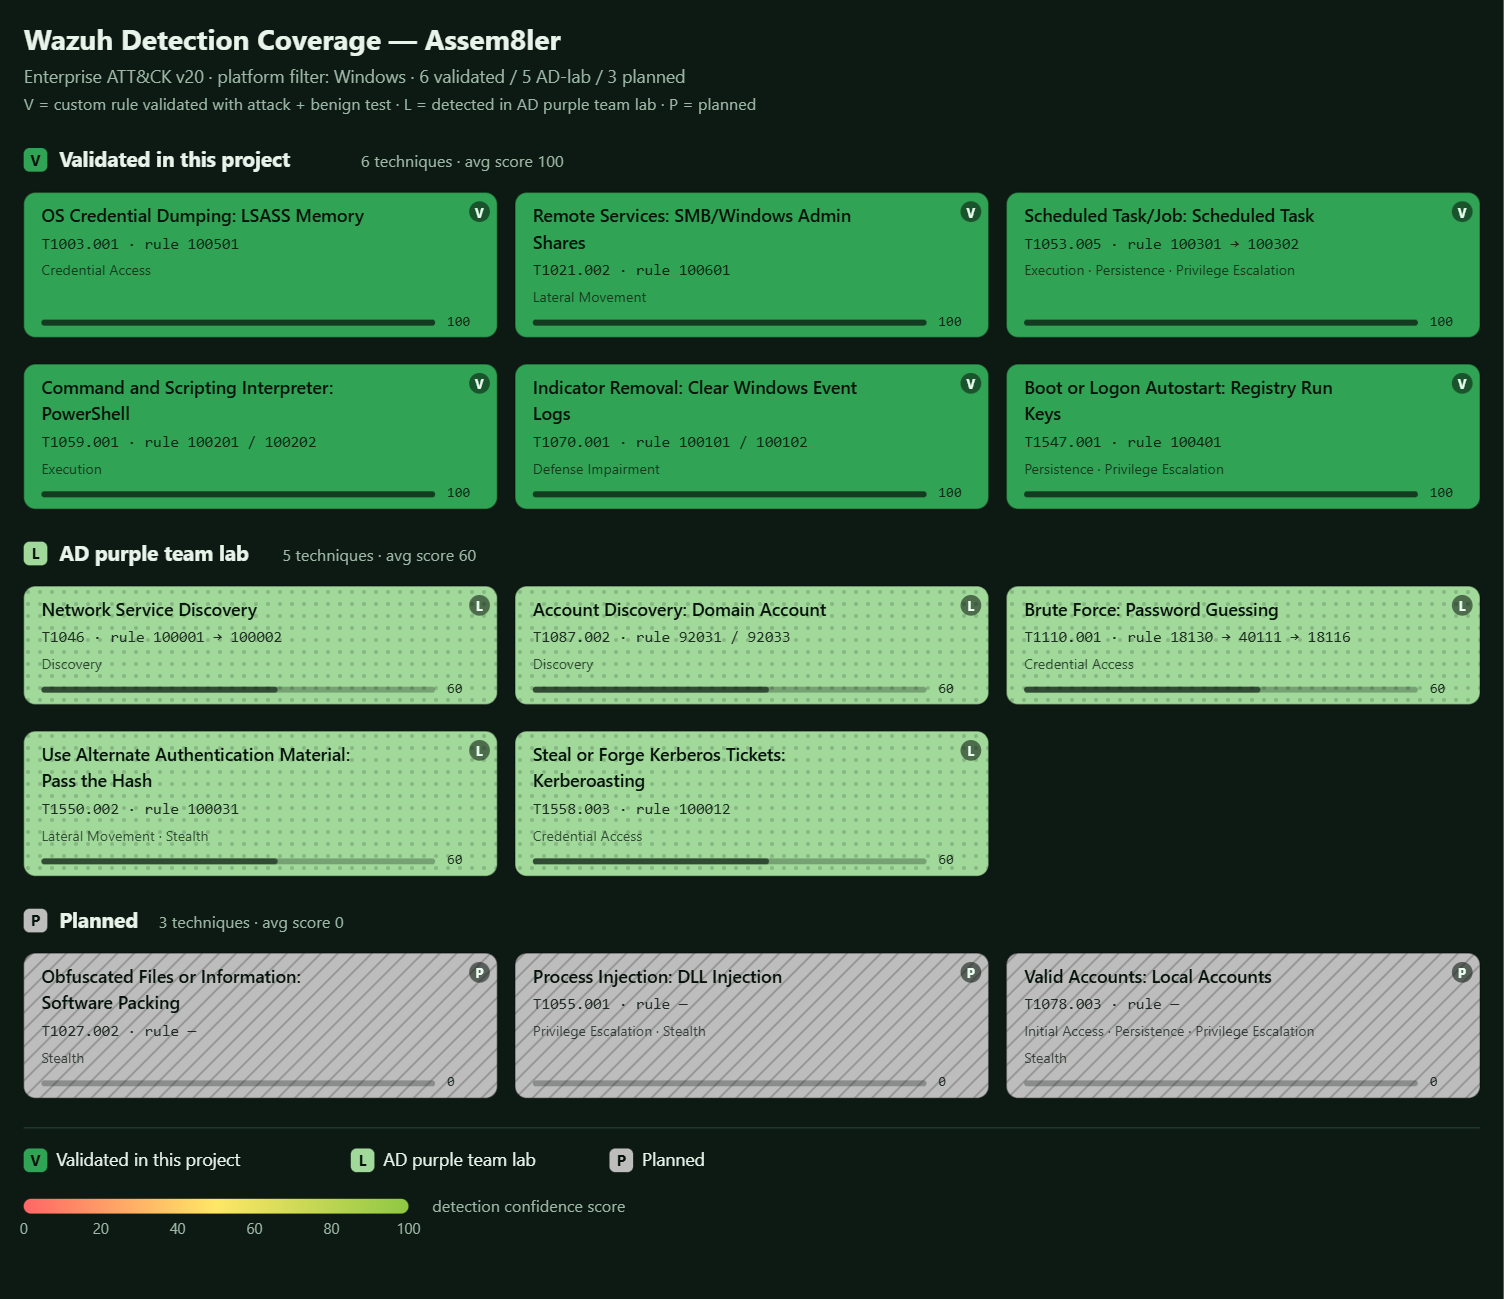 Wazuh Detection Coverage — Assem8ler
Enterprise ATT&CK v20 · platform filter: Windows · 6 validated / 5 AD-lab / 3 planned
V = custom rule validated with attack + benign test · L = detected in AD purple team lab · P = planned
V Validated in this project 6 techniques · avg score 100
OS Credential Dumping: LSASS Memory V
T1003.001 · rule 100501
Credential Access
100
Remote Services: SMB/Windows Admin V
Shares
T1021.002 · rule 100601
Lateral Movement
100
Scheduled Task/Job: Scheduled Task V
T1053.005 · rule 100301 → 100302
Execution · Persistence · Privilege Escalation
100
Command and Scripting Interpreter: V
PowerShell
T1059.001 · rule 100201 / 100202
Execution
100
Indicator Removal: Clear Windows Event V
Logs
T1070.001 · rule 100101 / 100102
Defense Impairment
100
Boot or Logon Autostart: Registry Run V
Keys
T1547.001 · rule 100401
Persistence · Privilege Escalation
100
L AD purple team lab 5 techniques · avg score 60
Network Service Discovery L
T1046 · rule 100001 → 100002
Discovery
60
Account Discovery: Domain Account L
T1087.002 · rule 92031 / 92033
Discovery
60
Brute Force: Password Guessing L
T1110.001 · rule 18130 → 40111 → 18116
Credential Access
60
Use Alternate Authentication Material: L
Pass the Hash
T1550.002 · rule 100031
Lateral Movement · Stealth
60
Steal or Forge Kerberos Tickets: L
Kerberoasting
T1558.003 · rule 100012
Credential Access
60
P Planned 3 techniques · avg score 0
Obfuscated Files or Information: P
Software Packing
T1027.002 · rule —
Stealth
0
Process Injection: DLL Injection P
T1055.001 · rule —
Privilege Escalation · Stealth
0
Valid Accounts: Local Accounts P
T1078.003 · rule —
Initial Access · Persistence · Privilege Escalation
Stealth
0
V Validated in this project L AD purple team lab P Planned
detection confidence score
0 20 40 60 80 100